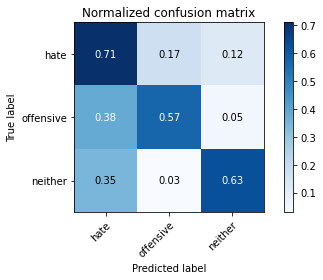 Normalized confusion matrix
True label
hate
offensive
neither
0.71 0.17 0.12
0.38 0.57 0.05
0.35 0.03 0.63
hate
offensive
neither
Predicted label
0.7
0.6
0.5
0.4
0.3
0.2
0.1